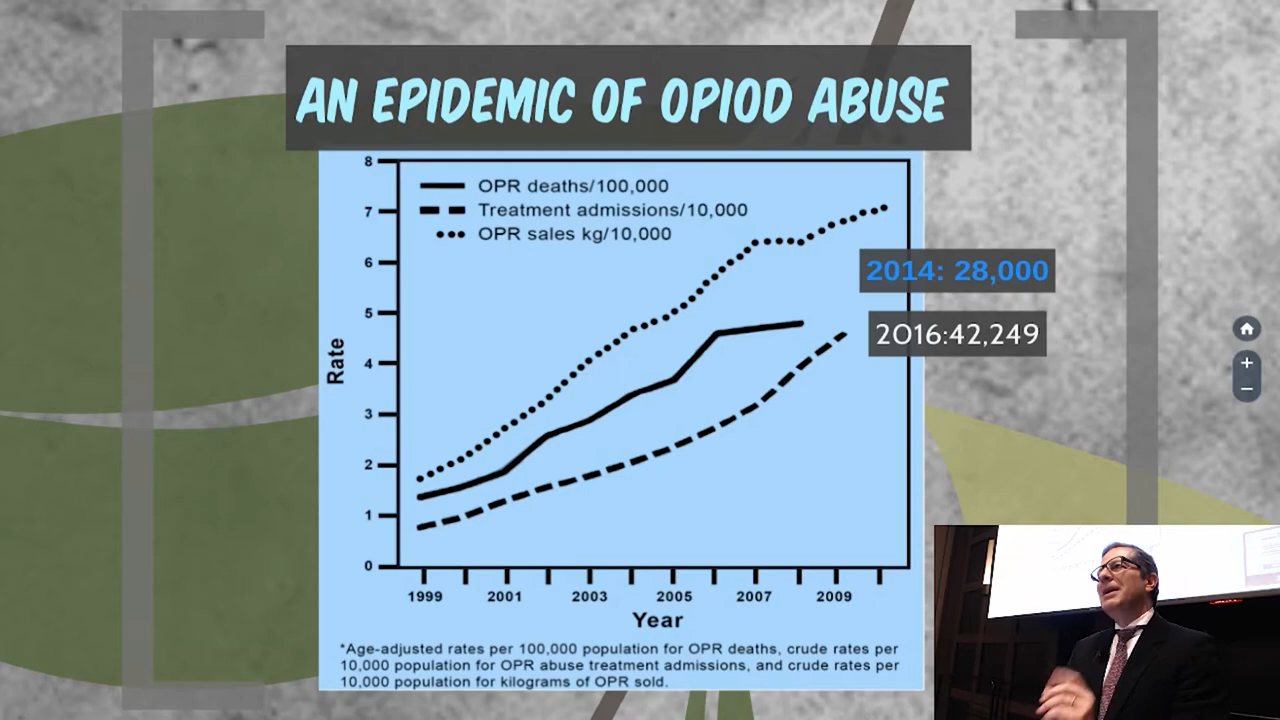 AN EPIDEMIC OF OPIOD ABUSE
8
OPR deaths/100,000
Treatment admissions/10,000
OPR sales kg/10,000
7
6
5
4
3
2
1
0
Rate
2014: 28,000
2016:42,249
+
−
1999 2001 2003 2005 2007 2009
Year
*Age-adjusted rates per 100,000 population for OPR deaths, crude rates per
10,000 population for OPR abuse treatment admissions, and crude rates per
10,000 population for kilograms of OPR sold.